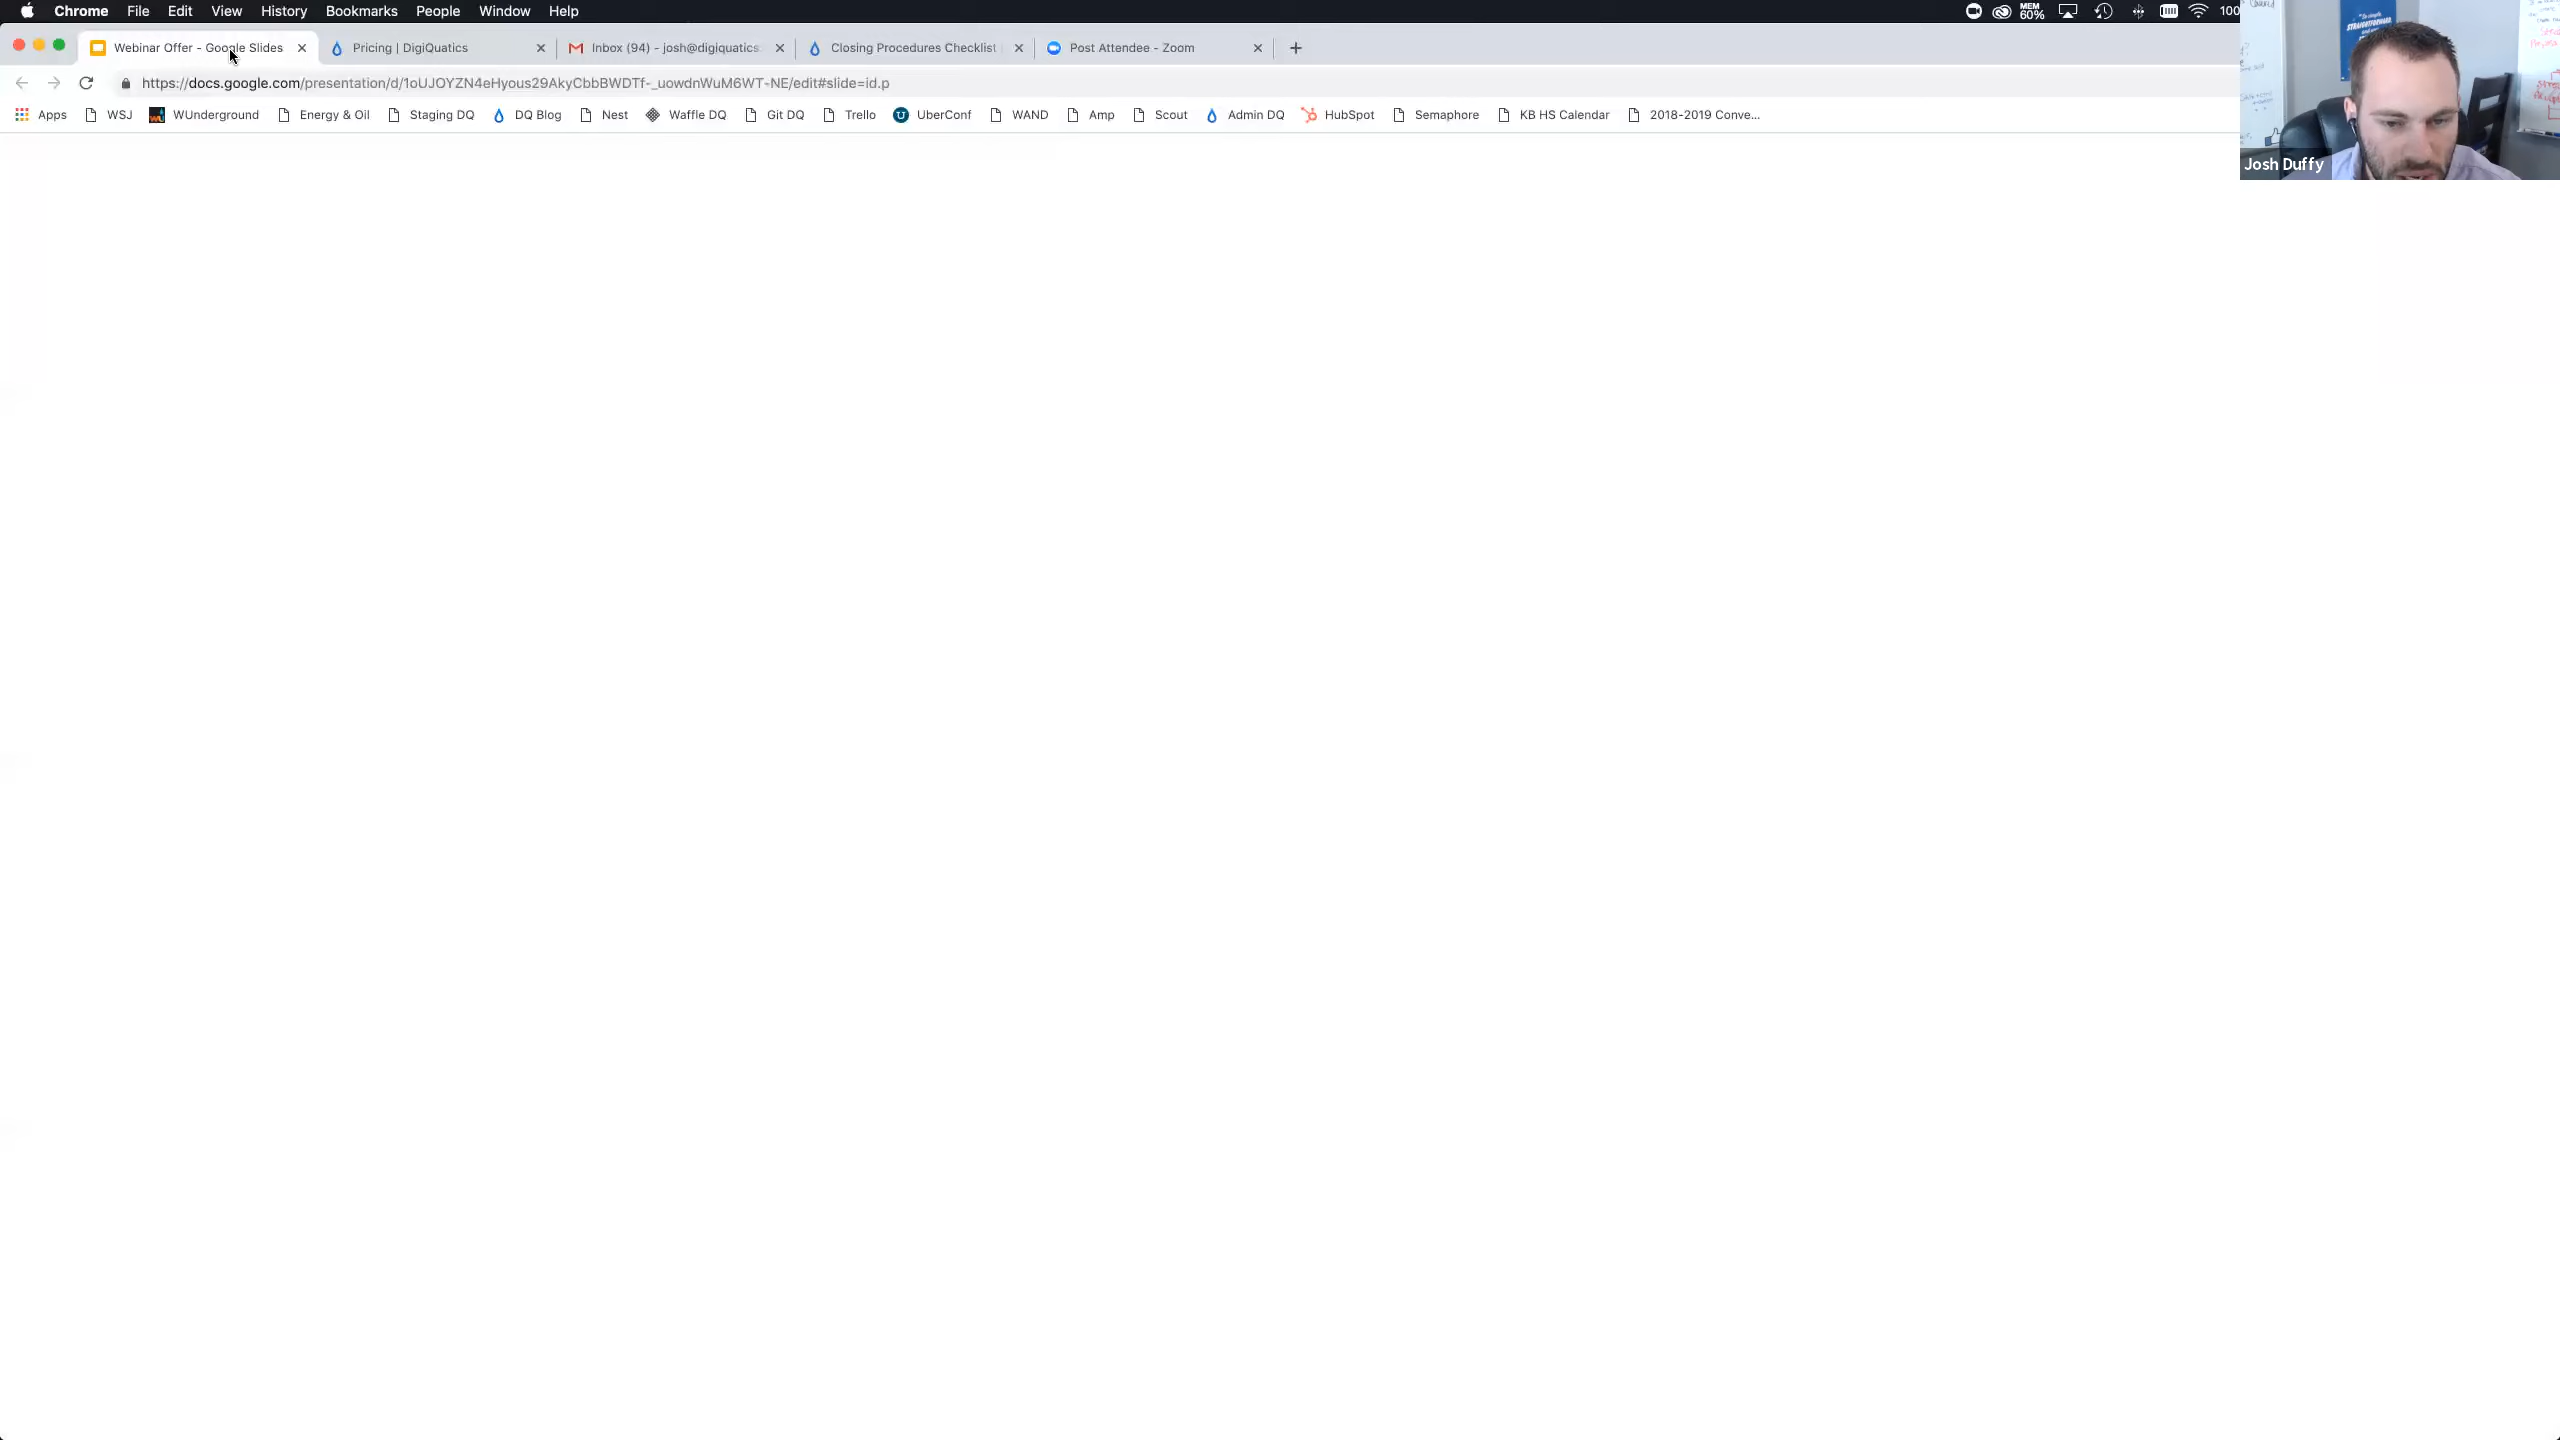 Chrome File Edit View History Bookmarks People Window Help MEM 60% 100
Webinar Offer - Google Slides Pricing | DigiQuatics Inbox (94) - josh@digiquatics. Closing Procedures Checklist | Post Attendee - Zoom
https://docs.google.com/presentation/d/1oUJOYZN4eHyous29AkyCbbBWDTf-_uowdnWuM6WT-NE/edit#slide=id.p
Apps WSJ WUnderground Energy & Oil Staging DQ DQ Blog Nest Waffle DQ Git DQ Trello UberConf WAND Amp Scout Admin DQ HubSpot Semaphore KB HS Calendar 2018-2019 Conve...
STRAIGHTFORWARD
Josh Duffy